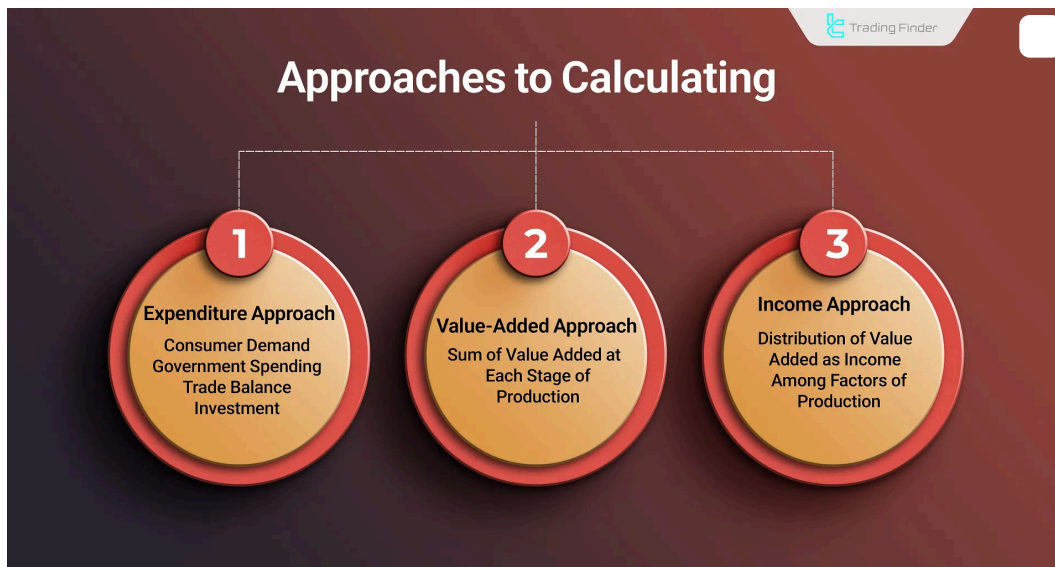 Trading Finder
Approaches to Calculating
1
Expenditure Approach
Consumer Demand
Government Spending
Trade Balance
Investment
2
Value-Added Approach
Sum of Value Added at
Each Stage of
Production
3
Income Approach
Distribution of Value
Added as Income
Among Factors of
Production